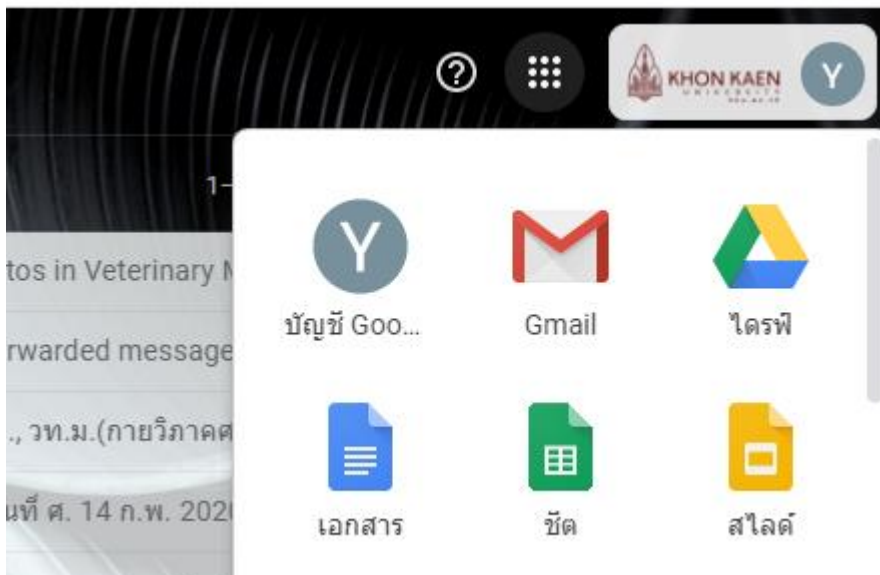 KHON KAEN
UNIVERSITY
Y
1-
tos in Veterinary
rwarded message
., วท.ม.(กายวิภาคศ
นที่ ศ. 14 ก.พ. 202
Y
บัญชี Goo...
Gmail
ไดรฟ์
เอกสาร
ชีต
สไลด์